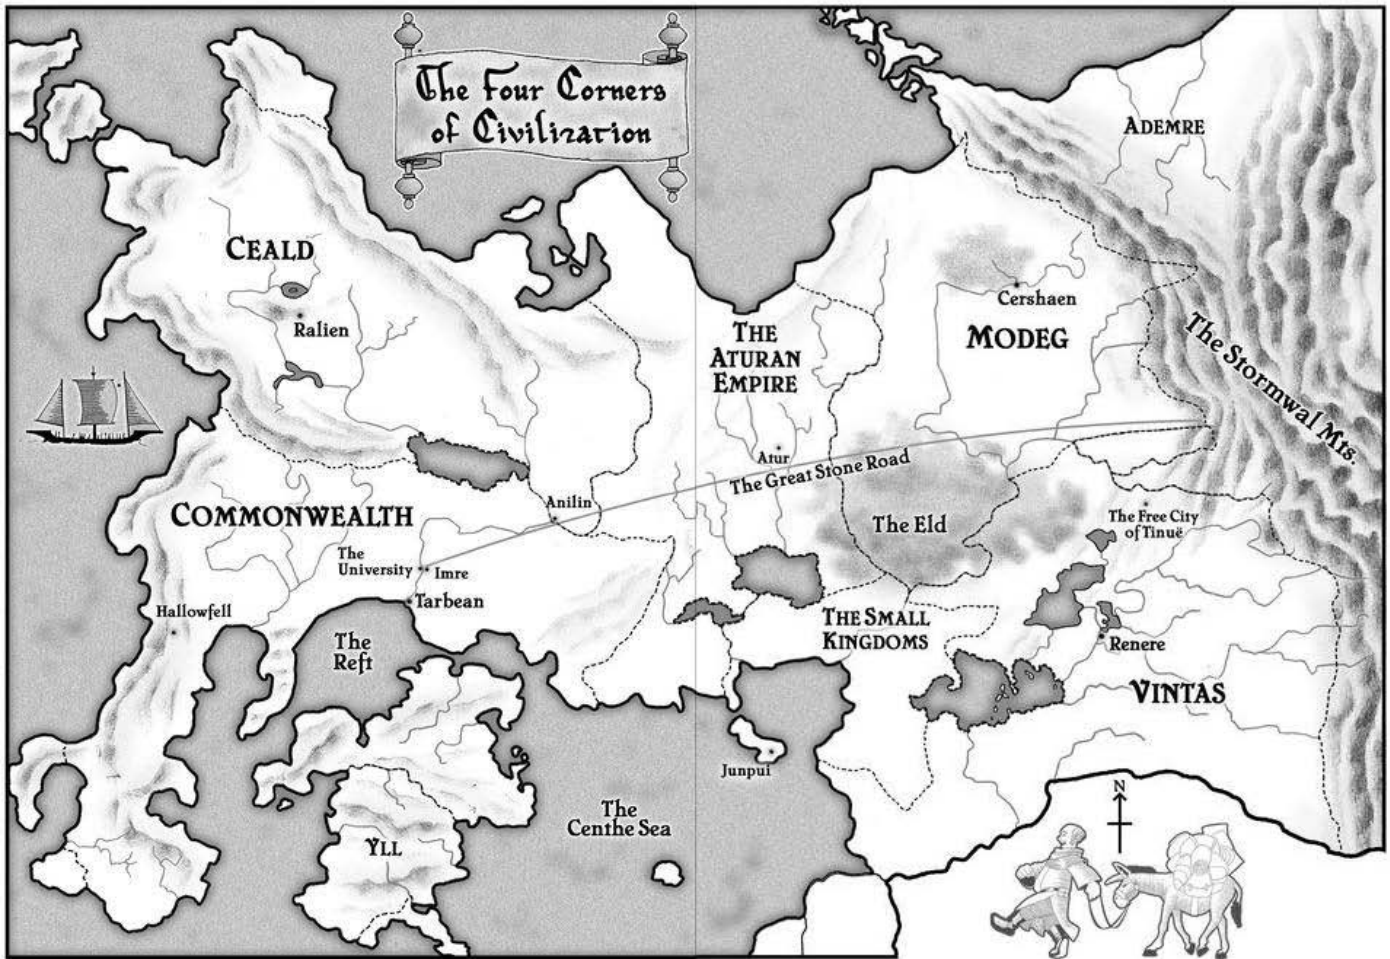 The Four Corners
of Civilization
ADEMRE
CEALD
Ralien
Cershaen
MODEG
THE
ATURAN
EMPIRE
The Stormwal Mts.
Atur
The Great Stone Road
Anilin
COMMONWEALTH
The Eld
The Free City
of Tinuë
The
University
Imre
Tarbean
Hallowfell
THE SMALL
KINGDOMS
The
Reft
Renere
VINTAS
Junpui
The
Centhe Sea
YLL
N